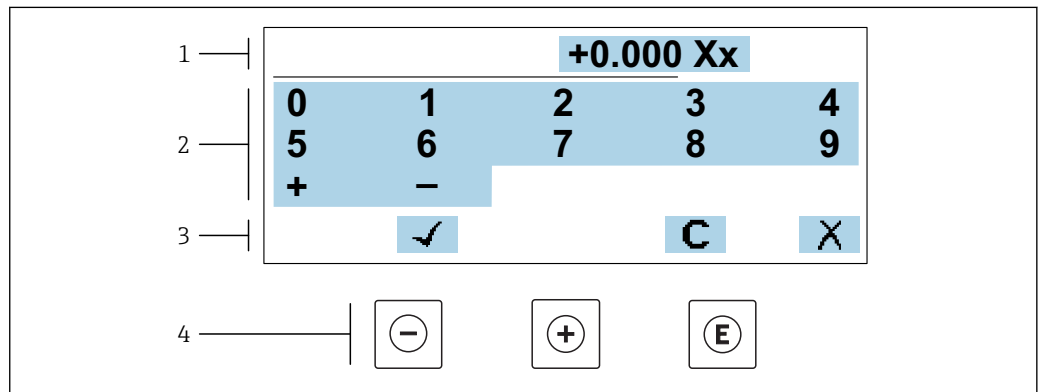 1 +0.000 Xx
0 1 2 3 4
2 5 6 7 8 9
+ −
3 ✓ C X
4 − + E